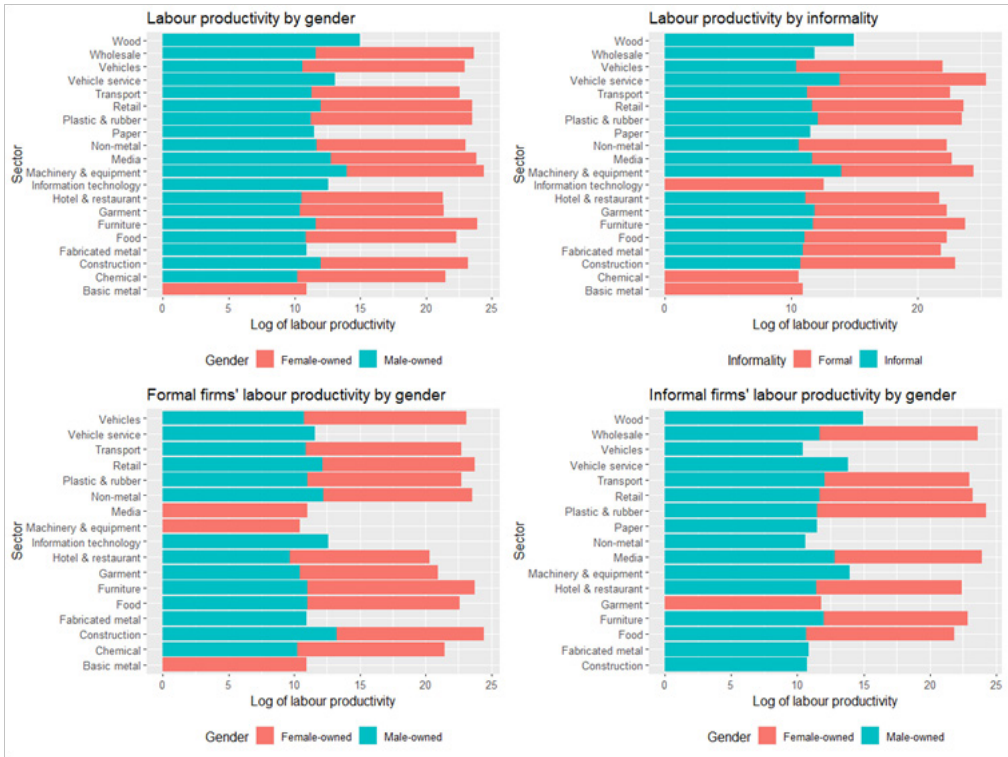 Labour productivity by gender
Sector
Wood
Wholesale
Vehicles
Vehicle service
Transport
Retail
Plastic & rubber
Paper
Non-metal
Media
Machinery & equipment
Information technology
Hotel & restaurant
Garment
Furniture
Food
Fabricated metal
Construction
Chemical
Basic metal
0 5 10 15 20 25
Log of labour productivity
Gender Female-owned Male-owned
Labour productivity by informality
Sector
Wood
Wholesale
Vehicles
Vehicle service
Transport
Retail
Plastic & rubber
Paper
Non-metal
Media
Machinery & equipment
Information technology
Hotel & restaurant
Garment
Furniture
Food
Fabricated metal
Construction
Chemical
Basic metal
0 10 20
Log of labour productivity
Informality Formal Informal
Formal firms' labour productivity by gender
Sector
Vehicles
Vehicle service
Transport
Retail
Plastic & rubber
Non-metal
Media
Machinery & equipment
Information technology
Hotel & restaurant
Garment
Furniture
Food
Fabricated metal
Construction
Chemical
Basic metal
0 5 10 15 20 25
Log of labour productivity
Gender Female-owned Male-owned
Informal firms' labour productivity by gender
Sector
Wood
Wholesale
Vehicles
Vehicle service
Transport
Retail
Plastic & rubber
Paper
Non-metal
Media
Machinery & equipment
Hotel & restaurant
Garment
Furniture
Food
Fabricated metal
Construction
0 5 10 15 20 25
Log of labour productivity
Gender Female-owned Male-owned